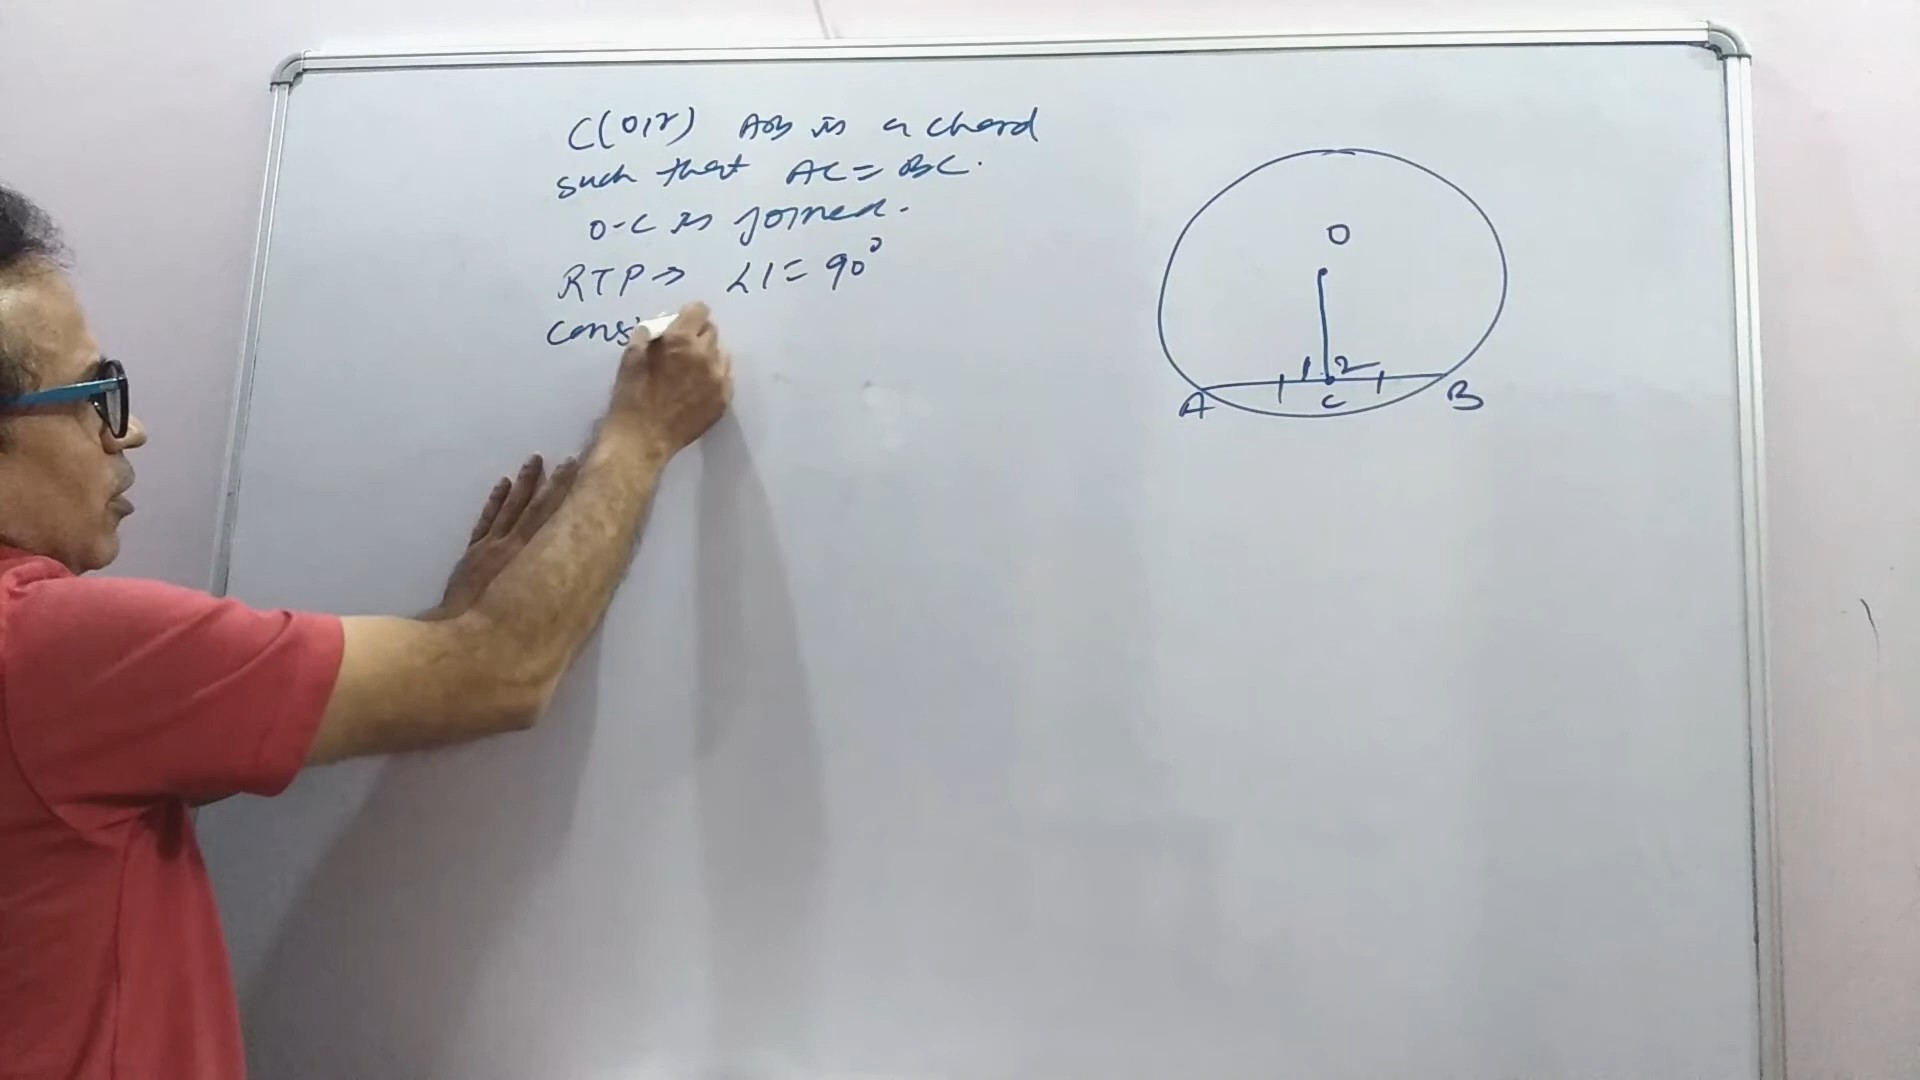 C(O,r) AB is a chord
such that AC = BC.
O-C is joined.
RTP ⇒ ∠1 = 90°
Cons
O
1 2
A C B